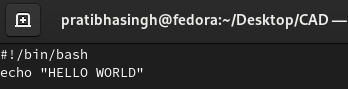 pratibhasingh@fedora:~/Desktop/CAD —
#!/bin/bash
echo "HELLO WORLD"